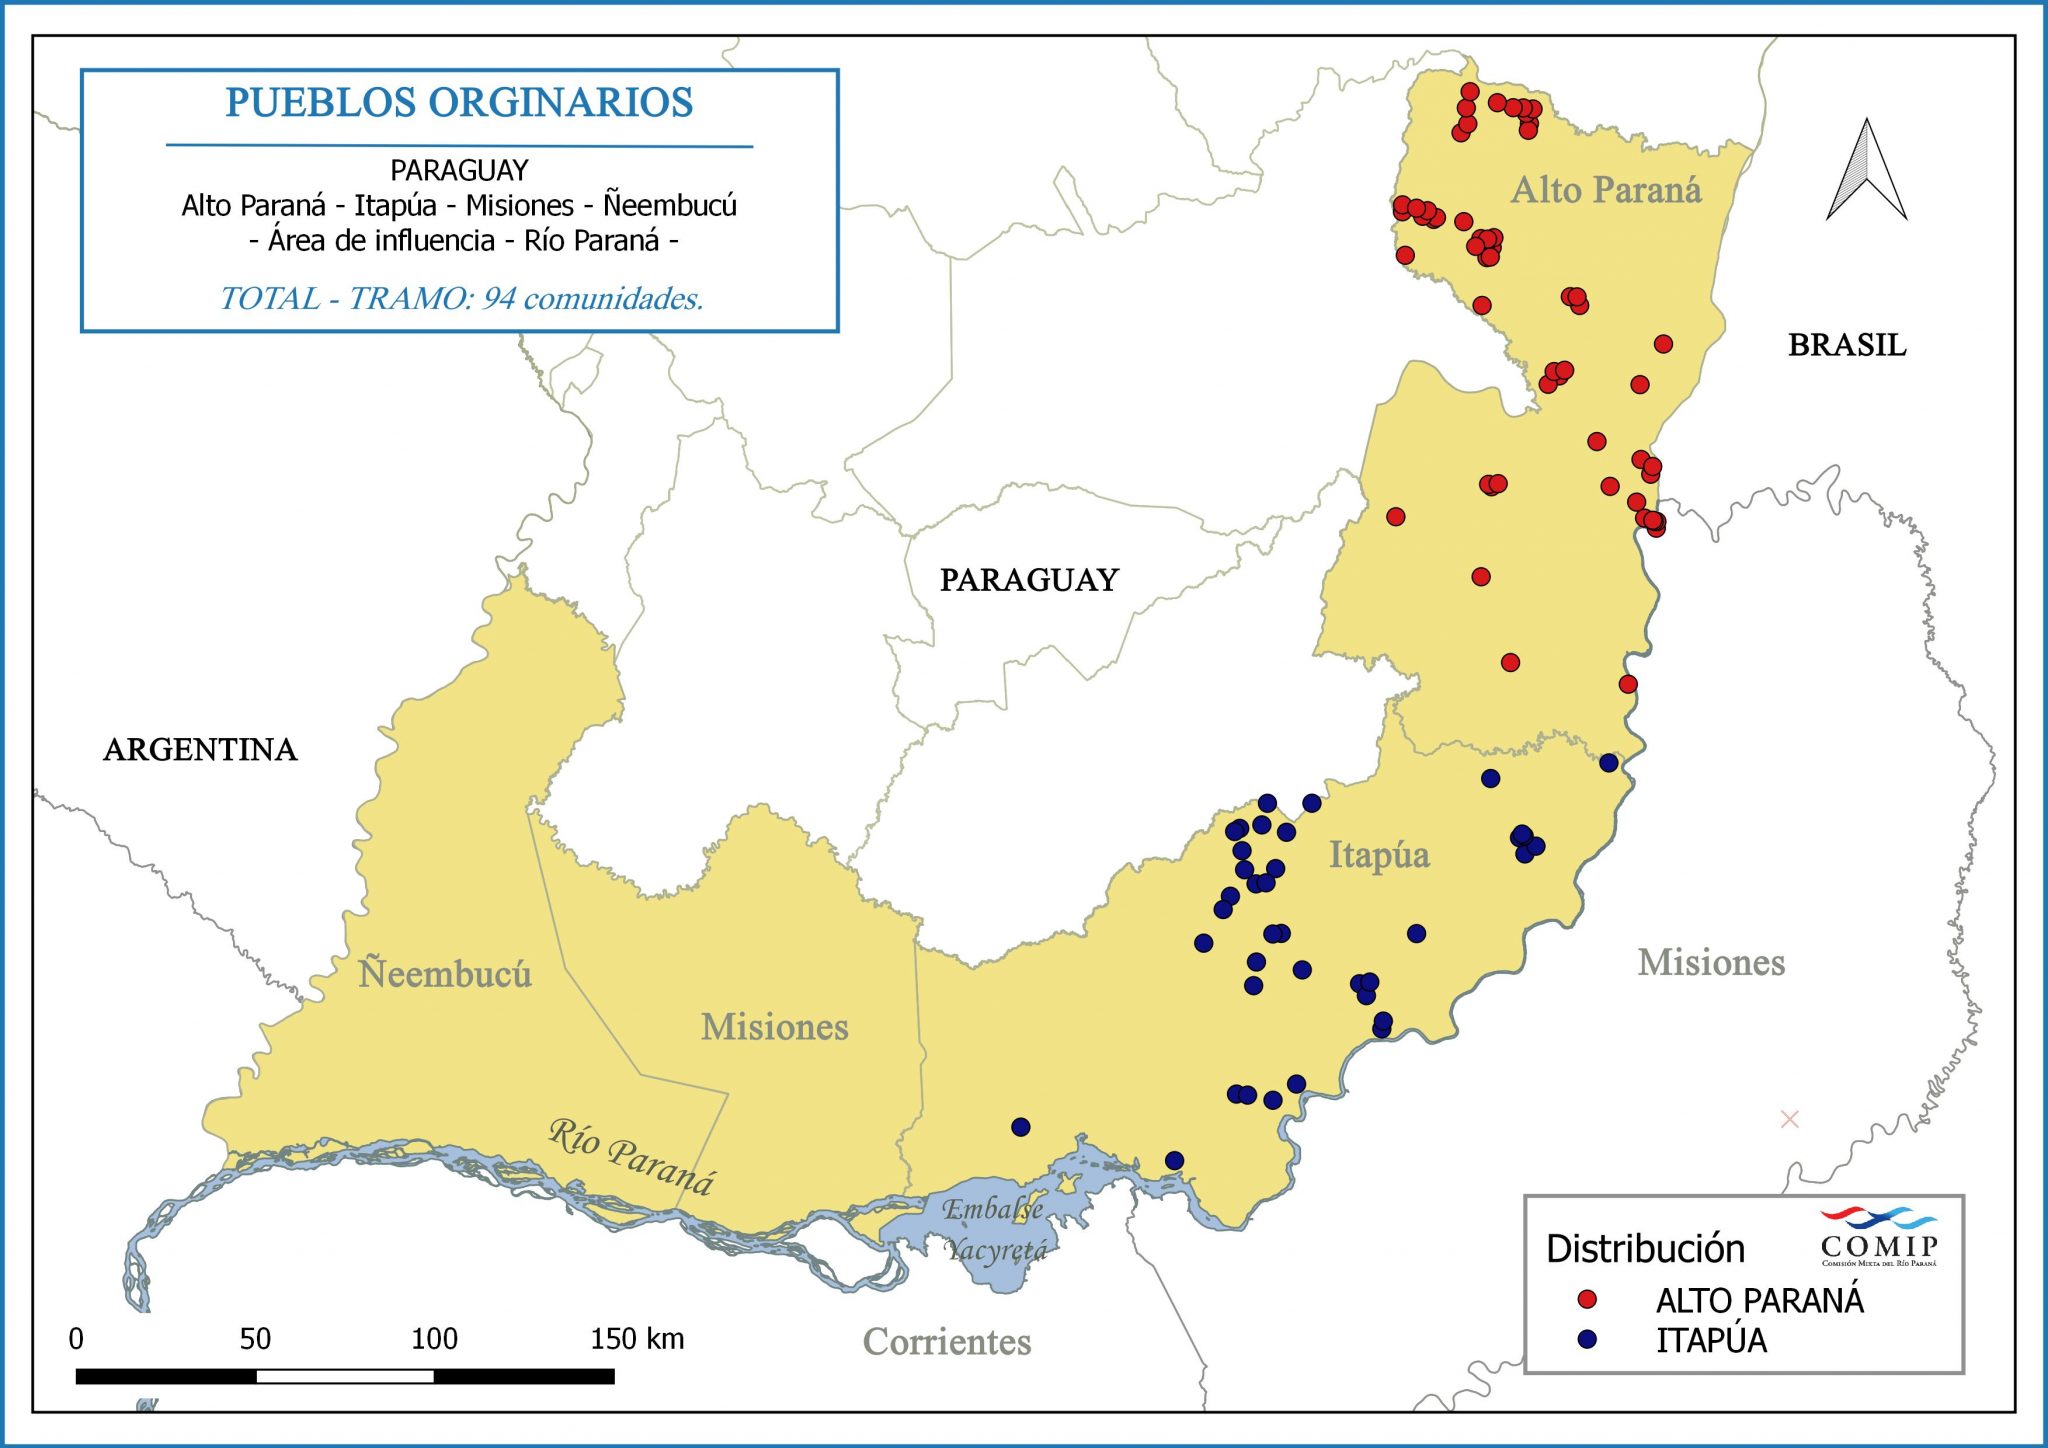 PUEBLOS ORGINARIOS
PARAGUAY
Alto Paraná - Itapúa - Misiones - Ñeembucú
- Área de influencia - Río Paraná -
TOTAL - TRAMO: 94 comunidades.
Alto Paraná
BRASIL
PARAGUAY
ARGENTINA
Itapúa
Ñeembucú
Misiones
Misiones
Río Paraná
Embalse
Yacyretá
Corrientes
0 50 100 150 km
Distribución
COMIP
COMISIÓN MIXTA DEL RÍO PARANÁ
ALTO PARANÁ
ITAPÚA